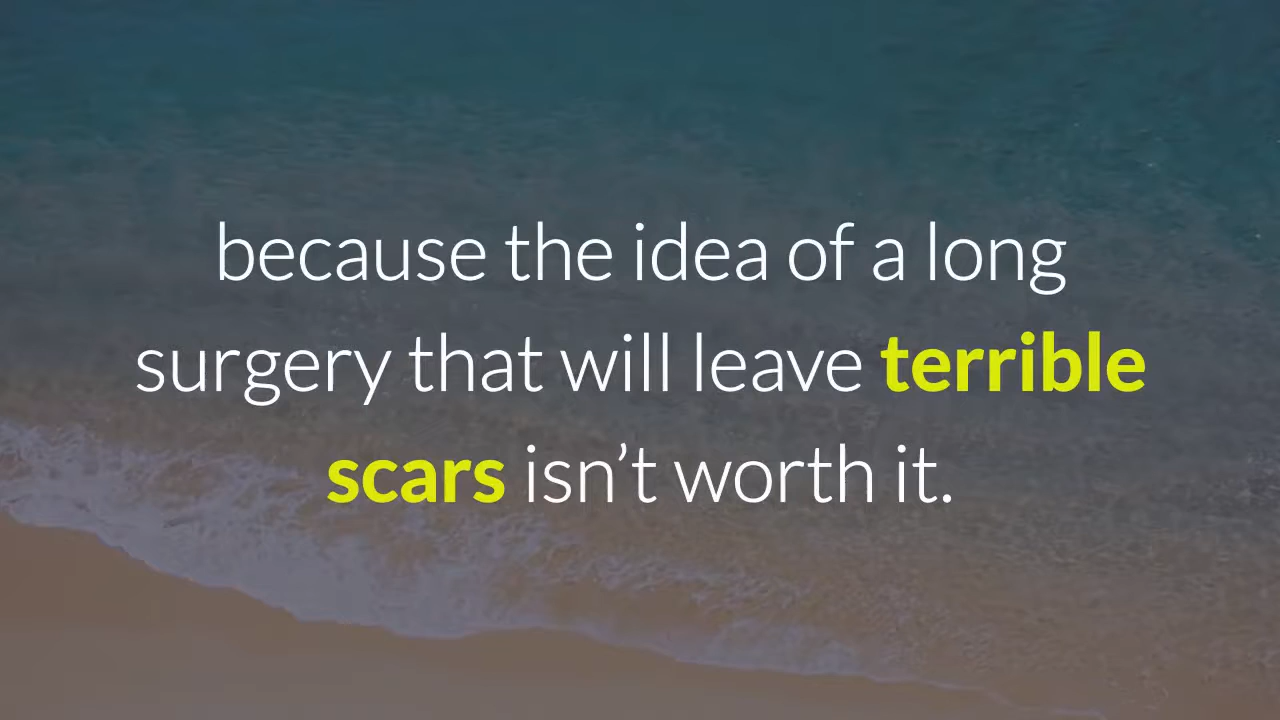 because the idea of a long
surgery that will leave terrible
scars isn’t worth it.